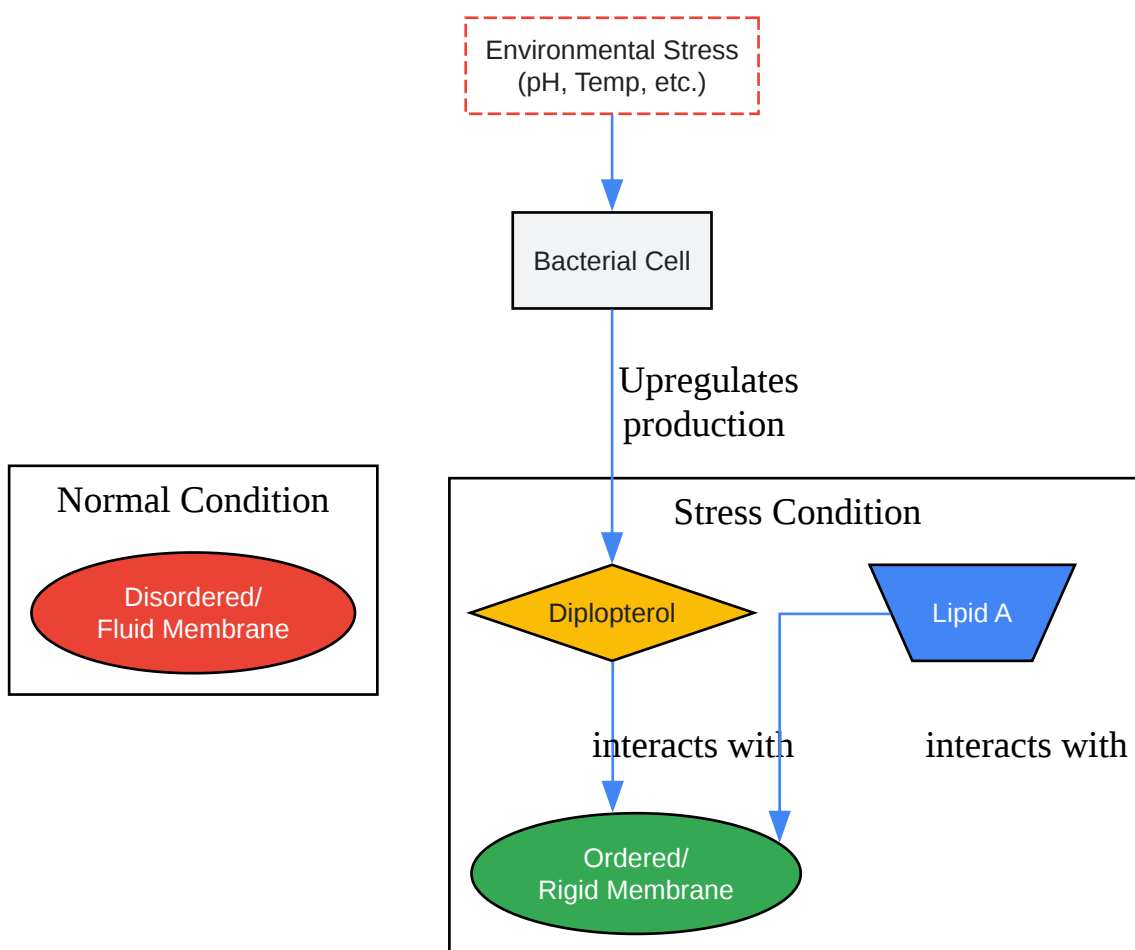 Environmental Stress
(pH, Temp, etc.)
Bacterial Cell
Upregulates
production
Normal Condition
Disordered/
Fluid Membrane
Stress Condition
Diplopterol
Lipid A
interacts with
interacts with
Ordered/
Rigid Membrane